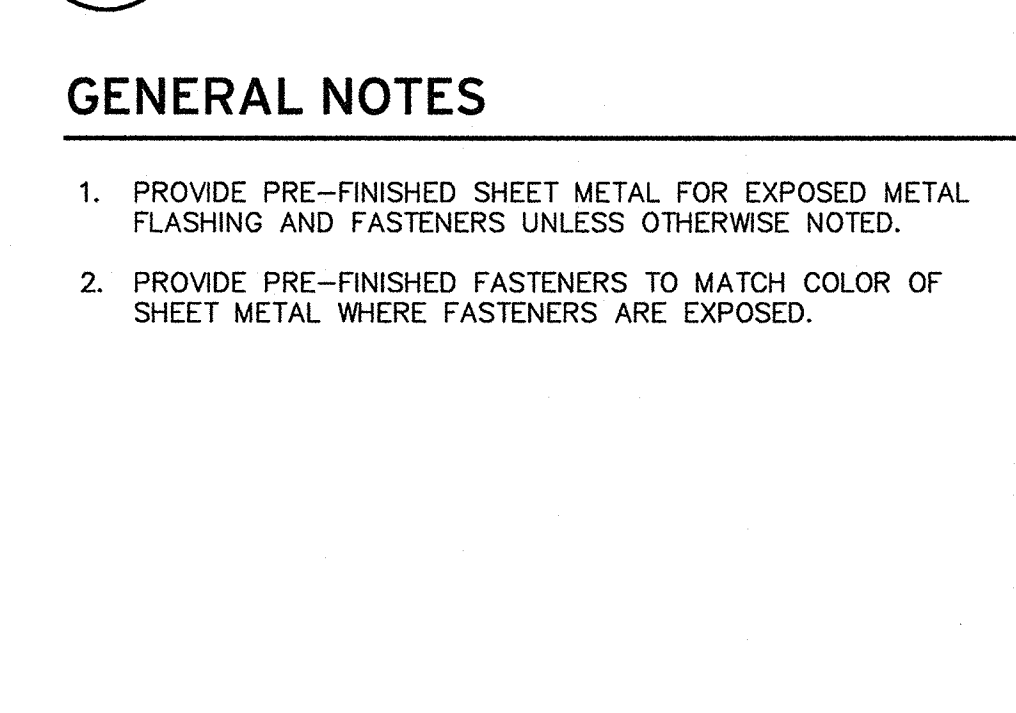 GENERAL NOTES
1. PROVIDE PRE-FINISHED SHEET METAL FOR EXPOSED METAL
FLASHING AND FASTENERS UNLESS OTHERWISE NOTED.
2. PROVIDE PRE-FINISHED FASTENERS TO MATCH COLOR OF
SHEET METAL WHERE FASTENERS ARE EXPOSED.